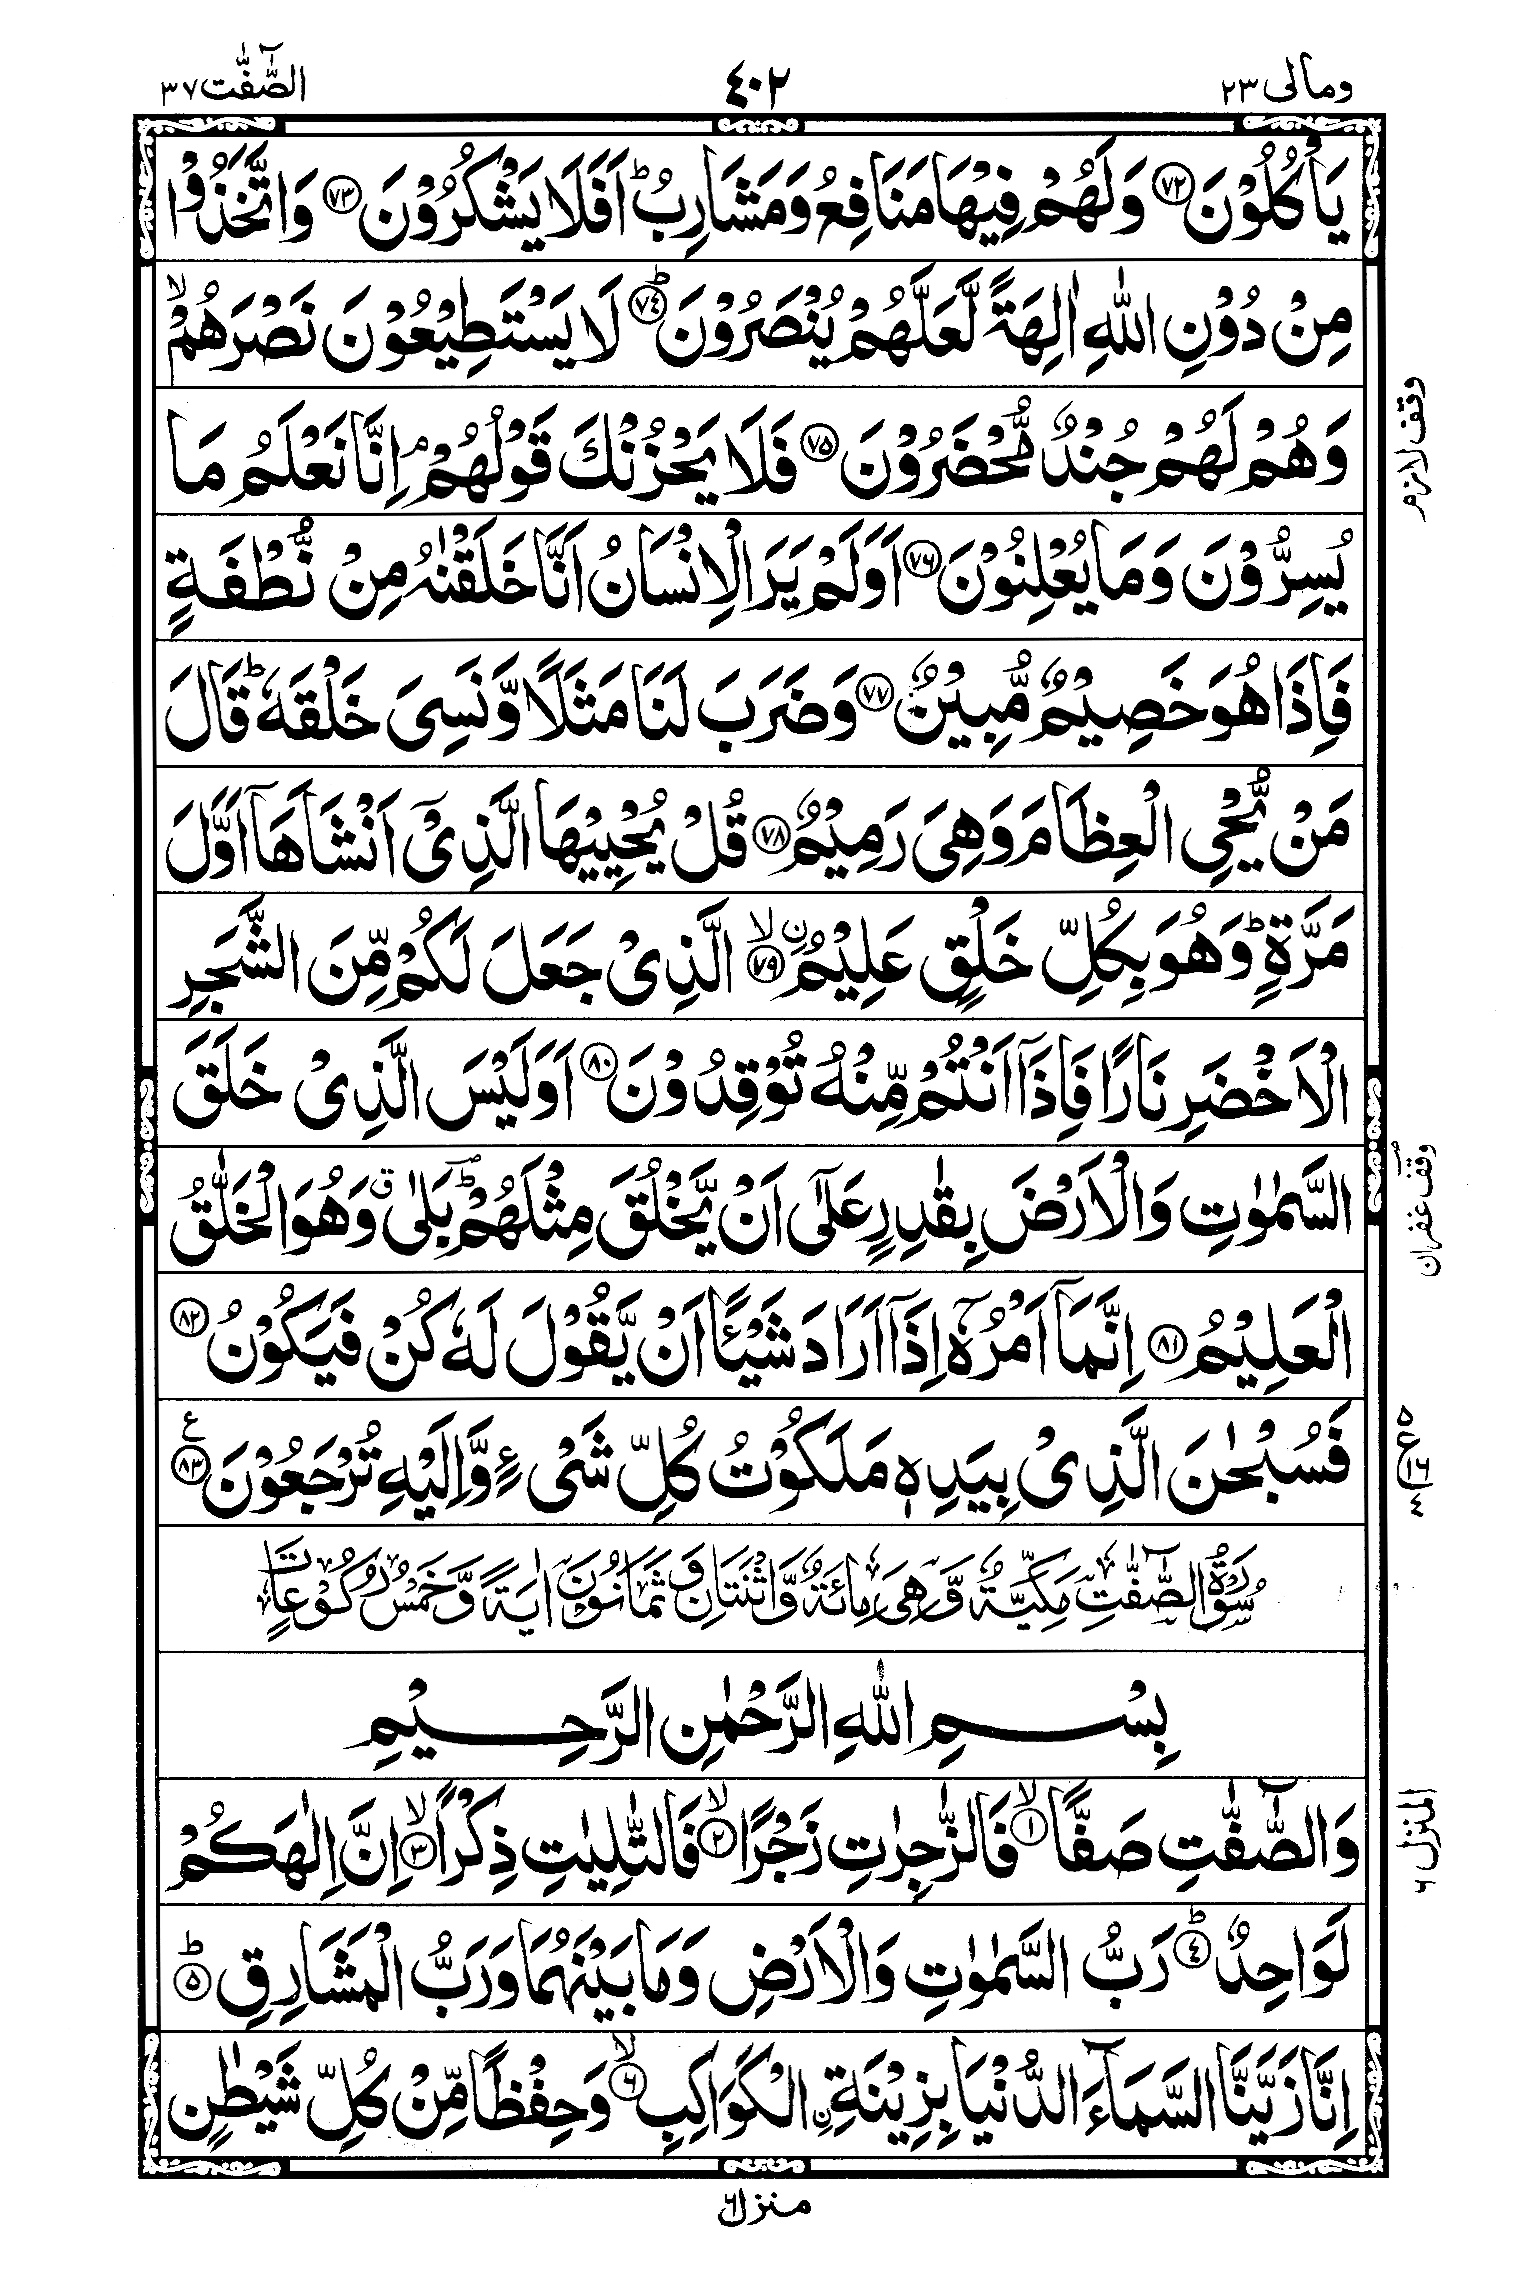 ومالی ٢٣
٤٠٢
الصّٰٓفّٰت ٣٧
يَاْكُلُوْنَ ﴿٧٢﴾ وَلَهُمْ فِيْهَا مَنَافِعُ وَمَشَارِبُ ؕ اَفَلَا يَشْكُرُوْنَ ﴿٧٣﴾ وَاتَّخَذُوْا
مِنْ دُوْنِ اللّٰهِ اٰلِهَةً لَّعَلَّهُمْ يُنْصَرُوْنَ ﴿٧٤﴾ؕ لَا يَسْتَطِيْعُوْنَ نَصْرَهُمْ ۙ
وَهُمْ لَهُمْ جُنْدٌ مُّحْضَرُوْنَ ﴿٧٥﴾ فَلَا يَحْزُنْكَ قَوْلُهُمْ ۘ اِنَّا نَعْلَمُ مَا
يُسِرُّوْنَ وَمَا يُعْلِنُوْنَ ﴿٧٦﴾ اَوَلَمْ يَرَ الْاِنْسَانُ اَنَّا خَلَقْنٰهُ مِنْ نُّطْفَةٍ
فَاِذَا هُوَ خَصِيْمٌ مُّبِيْنٌ ﴿٧٧﴾ وَضَرَبَ لَنَا مَثَلًا وَّنَسِىَ خَلْقَهٗ ؕ قَالَ
مَنْ يُّحْىِ الْعِظَامَ وَهِىَ رَمِيْمٌ ﴿٧٨﴾ قُلْ يُحْيِيْهَا الَّذِىْٓ اَنْشَاَهَآ اَوَّلَ
مَرَّةٍ ؕ وَهُوَ بِكُلِّ خَلْقٍ عَلِيْمُ ۨ ﴿٧٩﴾ۙ الَّذِىْ جَعَلَ لَكُمْ مِّنَ الشَّجَرِ
الْاَخْضَرِ نَارًا فَاِذَآ اَنْتُمْ مِّنْهُ تُوْقِدُوْنَ ﴿٨٠﴾ اَوَلَيْسَ الَّذِىْ خَلَقَ
السَّمٰوٰتِ وَالْاَرْضَ بِقٰدِرٍ عَلٰٓى اَنْ يَّخْلُقَ مِثْلَهُمْ ؕؔ بَلٰى ۗ وَهُوَ الْخَلّٰقُ
الْعَلِيْمُ ﴿٨١﴾ اِنَّمَآ اَمْرُهٗٓ اِذَآ اَرَادَ شَيْـًٔا اَنْ يَّقُوْلَ لَهٗ كُنْ فَيَكُوْنُ ﴿٨٢﴾
فَسُبْحٰنَ الَّذِىْ بِيَدِهٖ مَلَكُوْتُ كُلِّ شَىْءٍ وَّاِلَيْهِ تُرْجَعُوْنَ ﴿٨٣﴾ ع
سُوْرَةُ الصّٰٓفّٰتِ مَكِّيَّةٌ وَّهِىَ مِائَةٌ وَّاثْنَتَانِ وَّثَمَانُوْنَ اٰيَةً وَّخَمْسُ رُكُوْعَاتٍ
بِسْمِ اللّٰهِ الرَّحْمٰنِ الرَّحِيْمِ
وَالصّٰٓفّٰتِ صَفًّا ﴿١﴾ۙ فَالزّٰجِرٰتِ زَجْرًا ﴿٢﴾ۙ فَالتّٰلِيٰتِ ذِكْرًا ﴿٣﴾ۙ اِنَّ اِلٰهَكُمْ
لَوَاحِدٌ ﴿٤﴾ؕ رَبُّ السَّمٰوٰتِ وَالْاَرْضِ وَمَا بَيْنَهُمَا وَرَبُّ الْمَشَارِقِ ﴿٥﴾ؕ
اِنَّا زَيَّنَّا السَّمَآءَ الدُّنْيَا بِزِيْنَةِ ۨ الْكَوَاكِبِ ﴿٦﴾ۙ وَحِفْظًا مِّنْ كُلِّ شَيْطٰنٍ
وقف لازم
وقف غفران
٥
ع
١٦
٤
المنزل ٦
منزل ٦